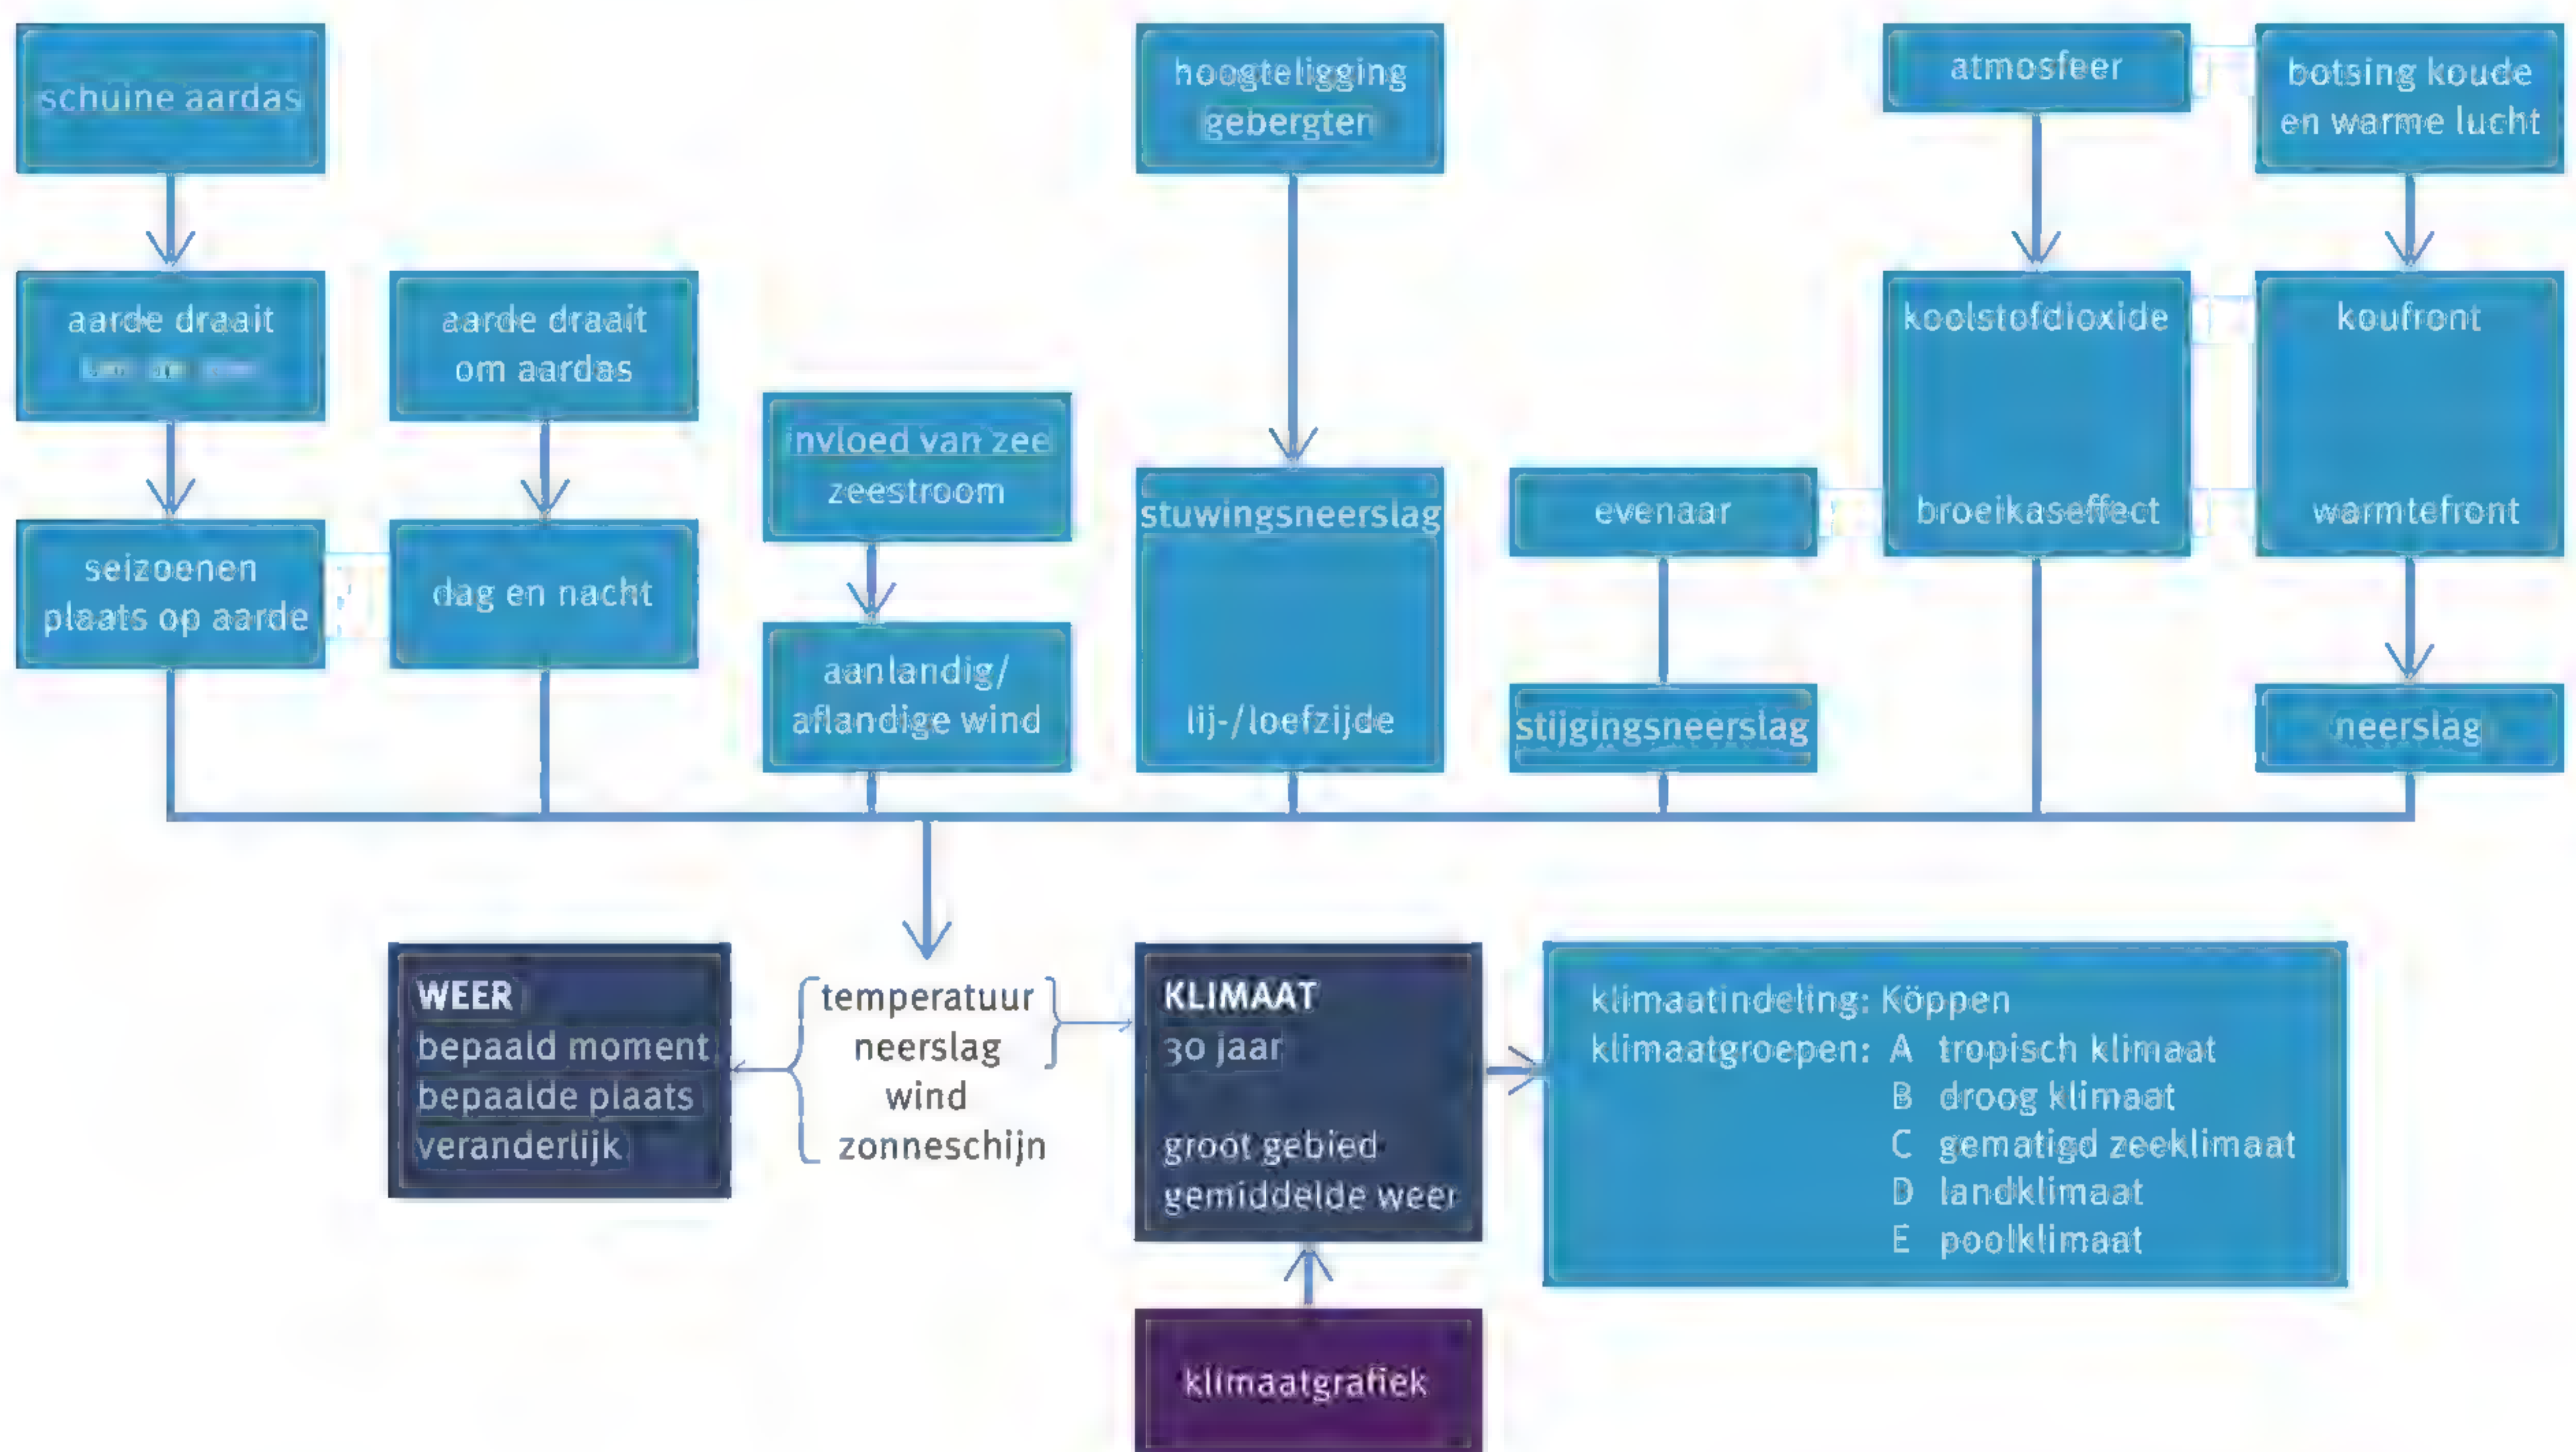 schuine aardas
aarde draait
seizoenen
plaats op aarde
aarde draait
om aardas
dag en nacht
invloed van zee
zeestroom
aanlandig/
aflandige wind
hoogteligging
gebergten
stuwingsneerslag
lij-/loefzijde
evenaar
stijgingsneerslag
atmosfeer
koolstofdioxide
broeikaseffect
botsing koude
en warme lucht
koufront
warmtefront
neerslag
WEER
bepaald moment
bepaalde plaats
veranderlijk
temperatuur
neerslag
wind
zonneschijn
KLIMAAT
30 jaar
groot gebied
gemiddelde weer
klimaatindeling: Köppen
klimaatgroepen: A tropisch klimaat
B droog klimaat
C gematigd zeeklimaat
D landklimaat
E poolklimaat
klimaatgrafiek